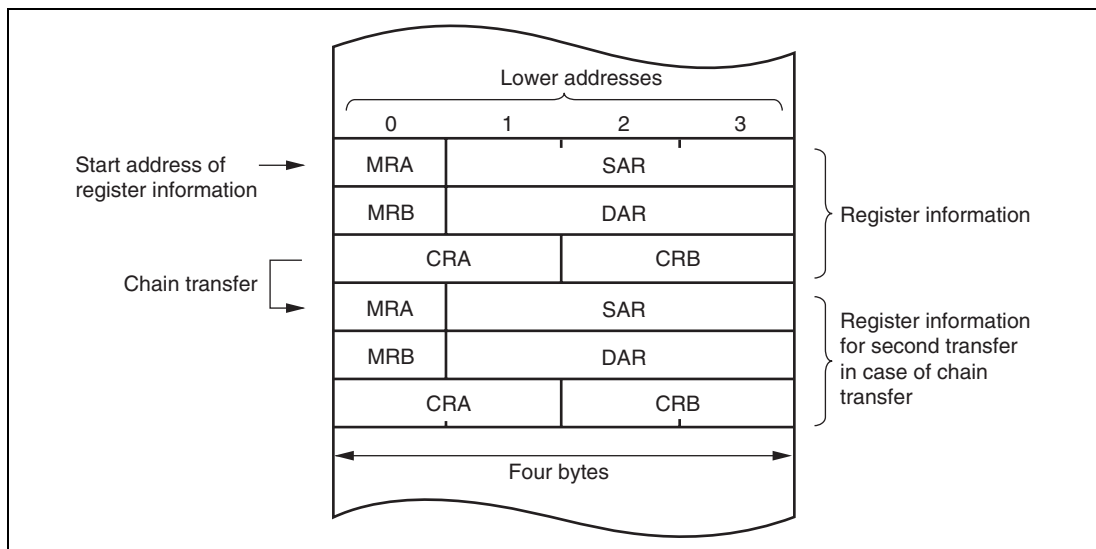 Lower addresses
0 1 2 3
Start address of
register information
MRA SAR
MRB DAR
CRA CRB
Register information
Chain transfer
MRA SAR
MRB DAR
CRA CRB
Register information
for second transfer
in case of chain
transfer
Four bytes